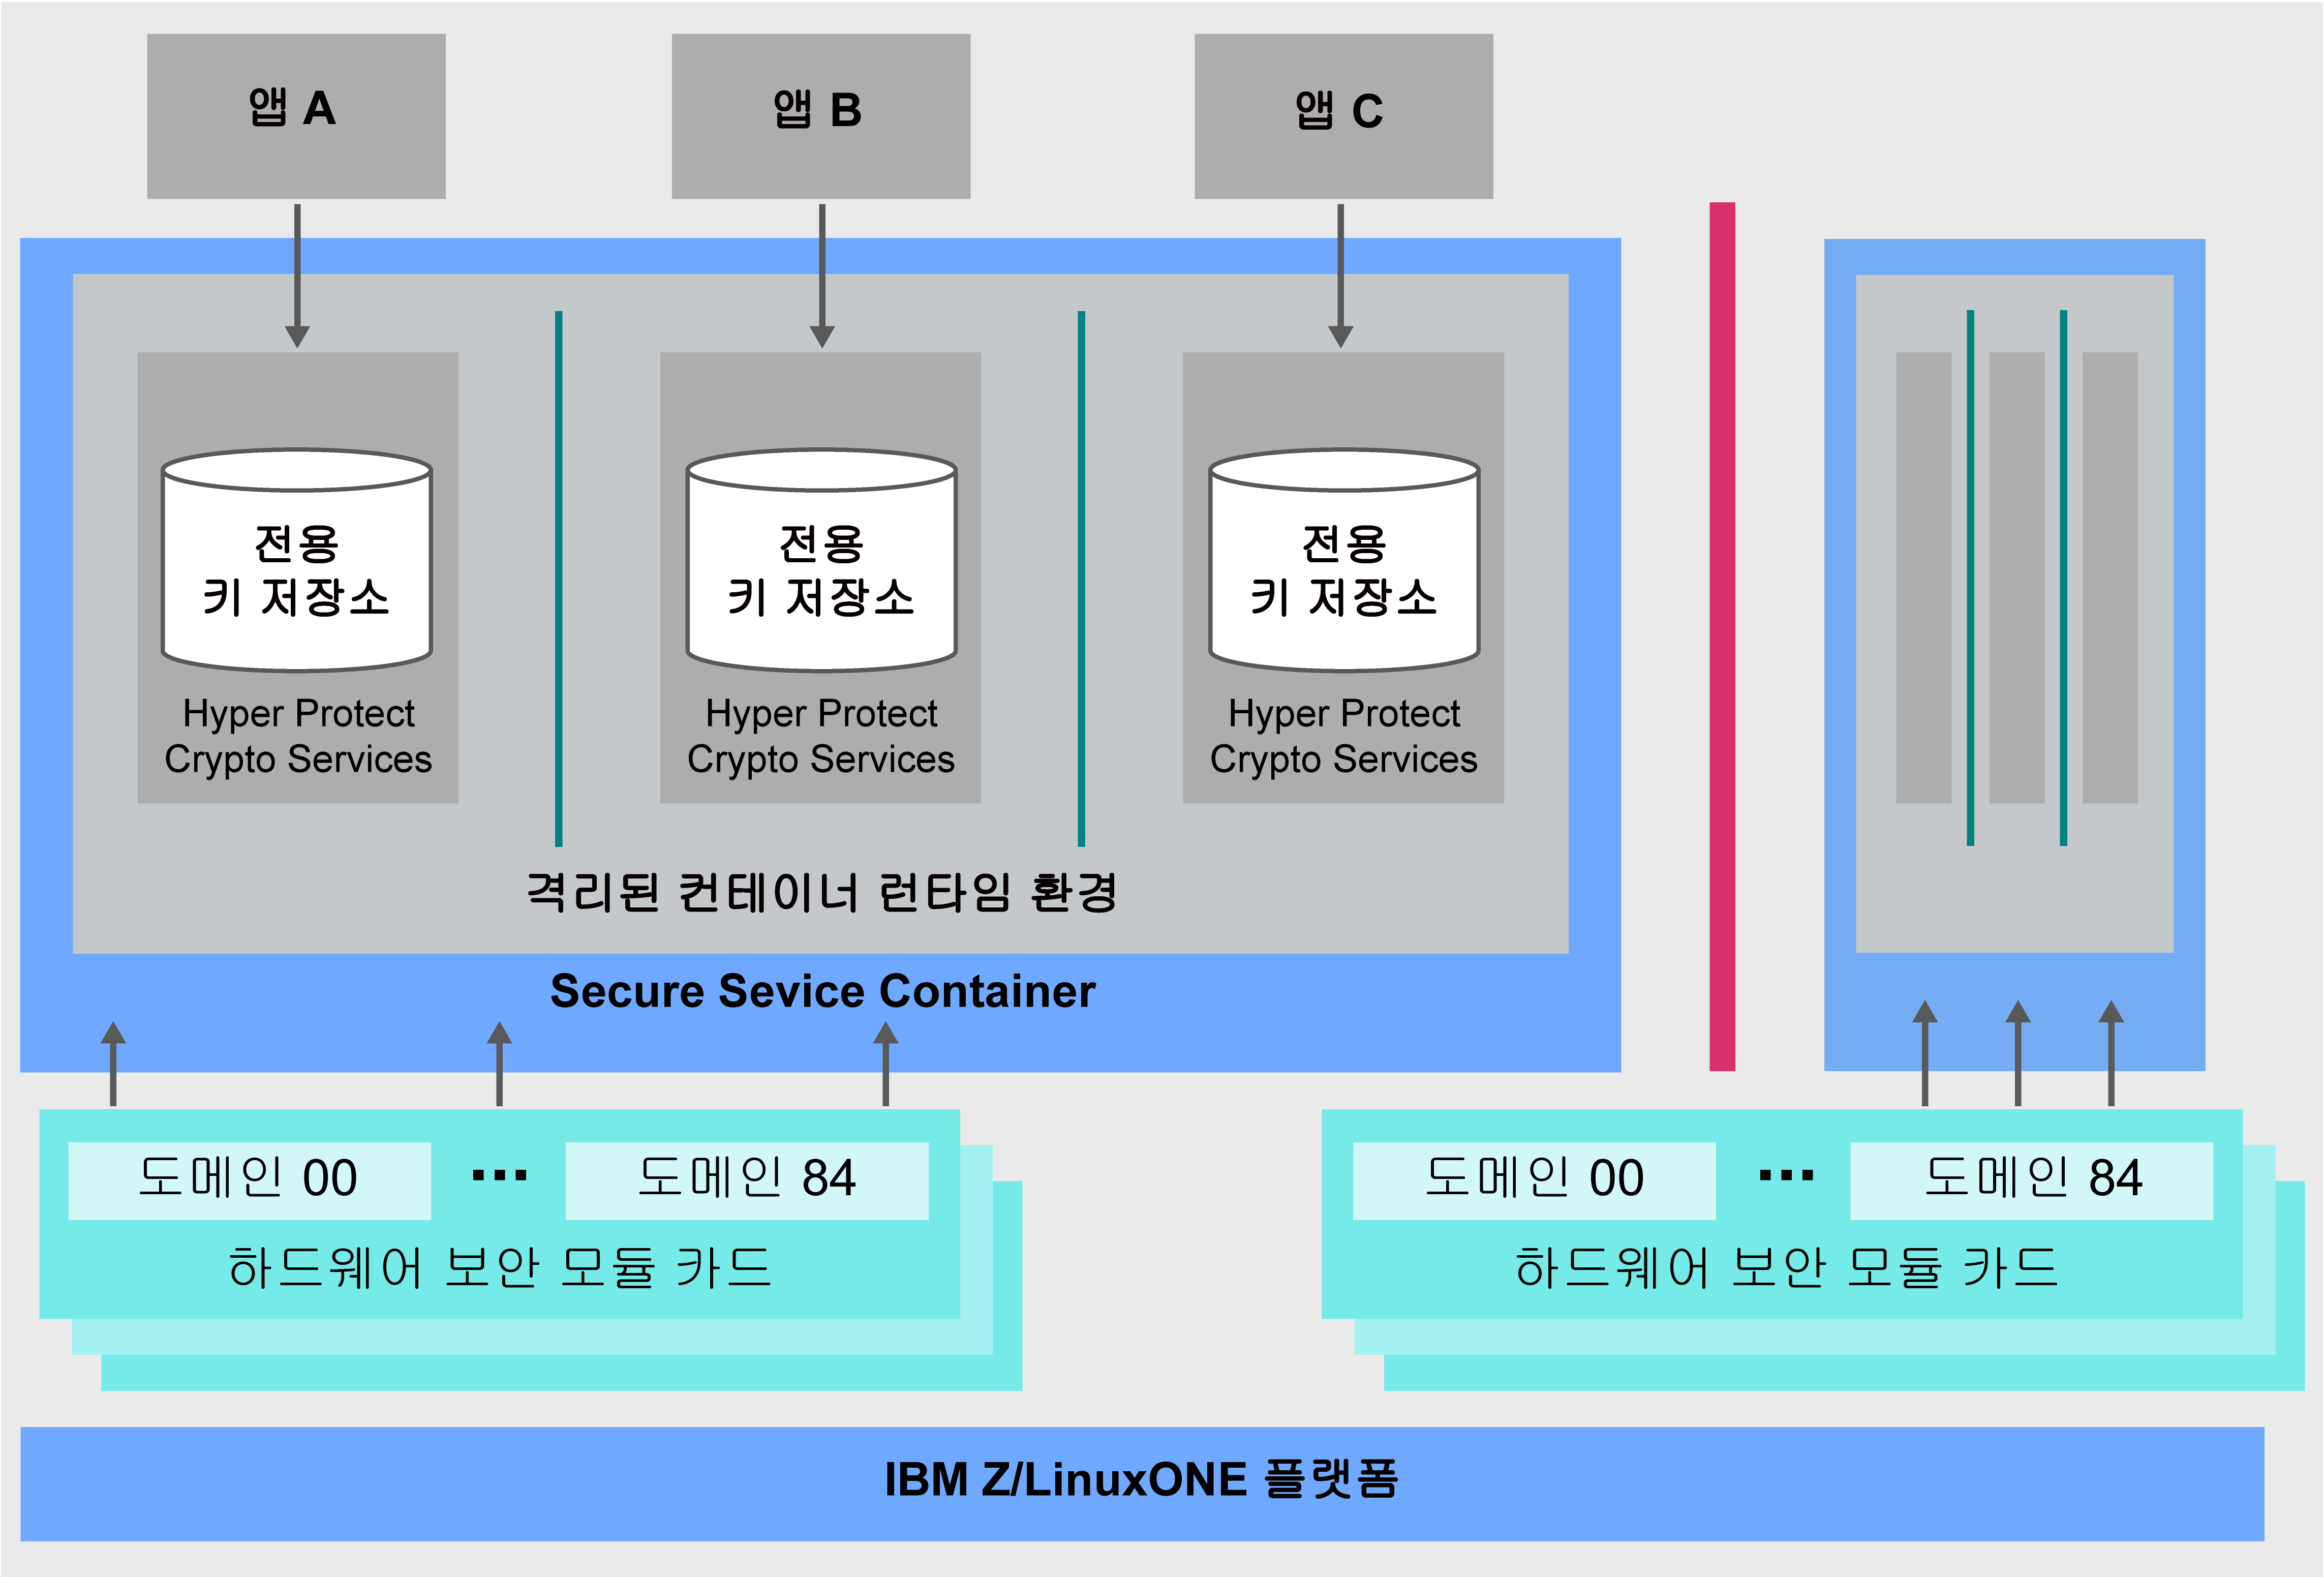 앱 A
앱 B
앱 C
전용
키 저장소
Hyper Protect
Crypto Services
전용
키 저장소
Hyper Protect
Crypto Services
전용
키 저장소
Hyper Protect
Crypto Services
격리된 컨테이너 런타임 환경
Secure Sevice Container
도메인 00
...
도메인 84
하드웨어 보안 모듈 카드
도메인 00
...
도메인 84
하드웨어 보안 모듈 카드
IBM Z/LinuxONE 플랫폼